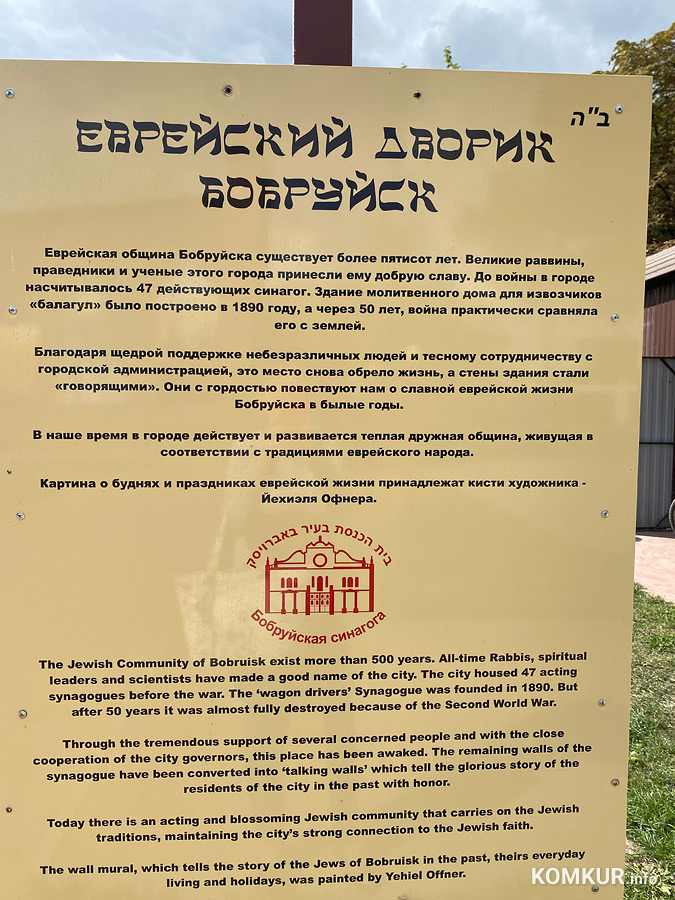 ב"ה
ЕВРЕЙСКИЙ ДВОРИК
БОБРУЙСК
Еврейская община Бобруйска существует более пятисот лет. Великие раввины,
праведники и ученые этого города принесли ему добрую славу. До войны в городе
насчитывалось 47 действующих синагог. Здание молитвенного дома для извозчиков
«балагул» было построено в 1890 году, а через 50 лет, война практически сравняла
его с землей.
Благодаря щедрой поддержке небезразличных людей и тесному сотрудничеству с
городской администрацией, это место снова обрело жизнь, а стены здания стали
«говорящими». Они с гордостью повествуют нам о славной еврейской жизни
Бобруйска в былые годы.
В наше время в городе действует и развивается теплая дружная община, живущая в
соответствии с традициями еврейского народа.
Картина о буднях и праздниках еврейской жизни принадлежат кисти художника -
Йехиэля Офнера.
בית הכנסת בעיר באברויסק
Бобруйская синагога
The Jewish Community of Bobruisk exist more than 500 years. All-time Rabbis, spiritual
leaders and scientists have made a good name of the city. The city housed 47 acting
synagogues before the war. The ‘wagon drivers’ Synagogue was founded in 1890. But
after 50 years it was almost fully destroyed because of the Second World War.
Through the tremendous support of several concerned people and with the close
cooperation of the city governors, this place has been awaked. The remaining walls of the
synagogue have been converted into ‘talking walls’ which tell the glorious story of the
residents of the city in the past with honor.
Today there is an acting and blossoming Jewish community that carries on the Jewish
traditions, maintaining the city’s strong connection to the Jewish faith.
The wall mural, which tells the story of the Jews of Bobruisk in the past, theirs everyday
living and holidays, was painted by Yehiel Offner.
KOMKUR.info